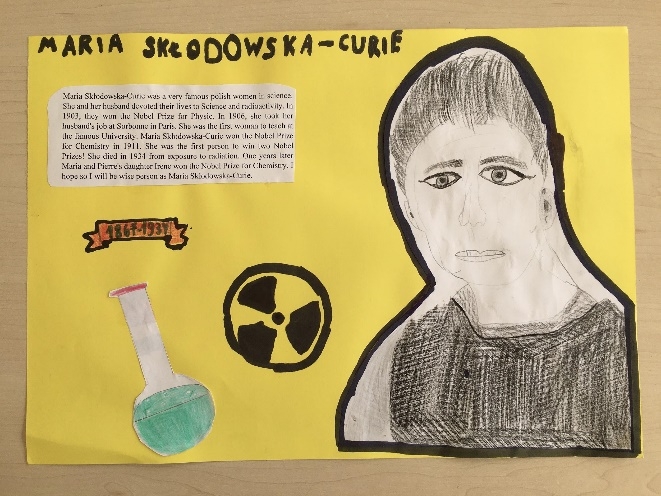 MARIA SKŁODOWSKA-CURIE
Maria Skłodowska-Curie was a very famous polish women in science.
She and her husband devoted their lives to Science and radioactivity. In
1903, they won the Nobel Prize for Physic. In 1906, she took her
husband's job at Sorbonne in Paris. She was the first woman to teach in
the famous University. Maria Skłodowska-Curie won the Nobel Prize
for Chemistry in 1911. She was the first person to win two Nobel
Prizes! She died in 1934 from exposure to radiation. One years later
Maria and Pierre's daughter Irene won the Nobel Prize for Chemistry. I
hope so I will be wise person as Maria Skłodowska-Curie.
1867-1934